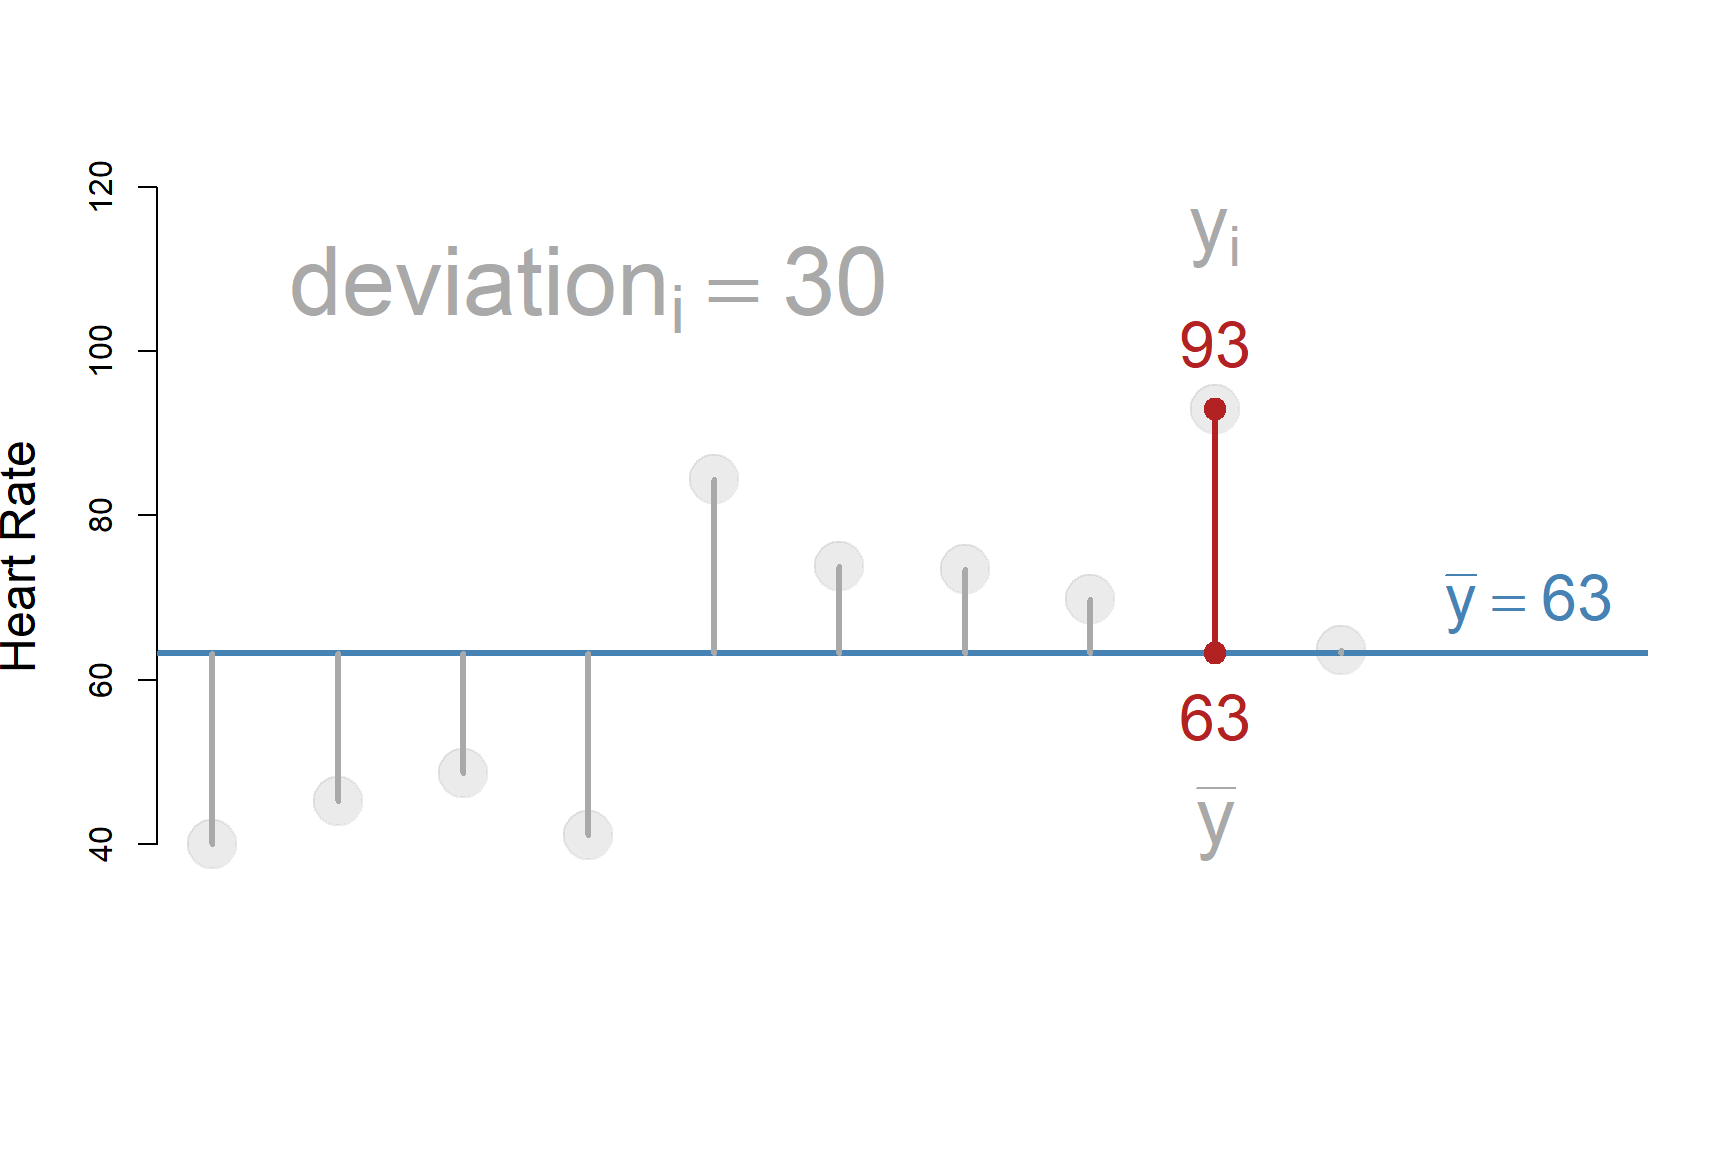 120
100
80
60
40
Heart Rate
deviationᵢ = 30
yᵢ
93
63
y̅
y̅ = 63